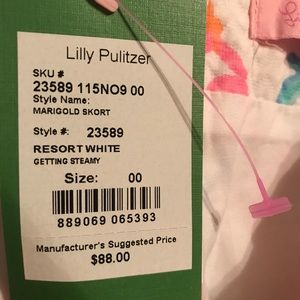 Lilly Pulitzer
SKU #
23589 115NO9 00
Style Name:
MARIGOLD SKORT
Style #: 23589
RESORT WHITE
GETTING STEAMY
Size: 00
889069 065393
Manufacturer's Suggested Price
$88.00